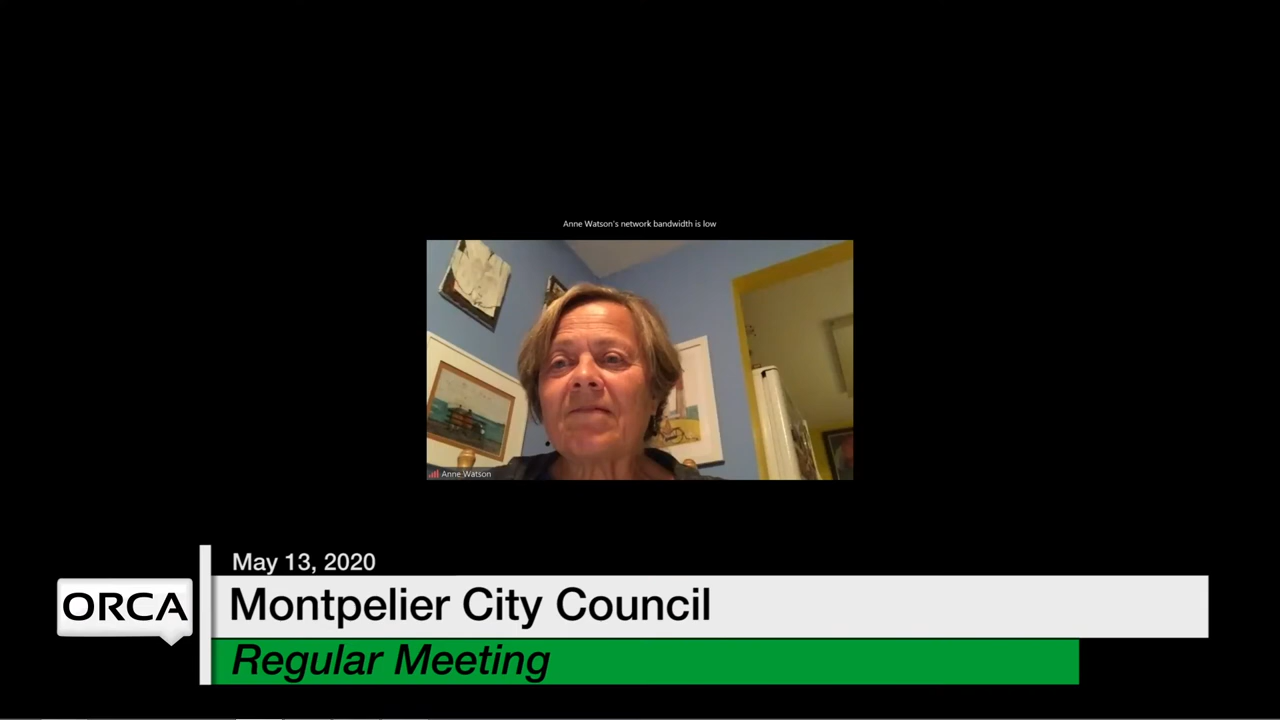 Anne Watson's network bandwidth is low
Anne Watson
May 13, 2020
ORCA
Montpelier City Council
Regular Meeting